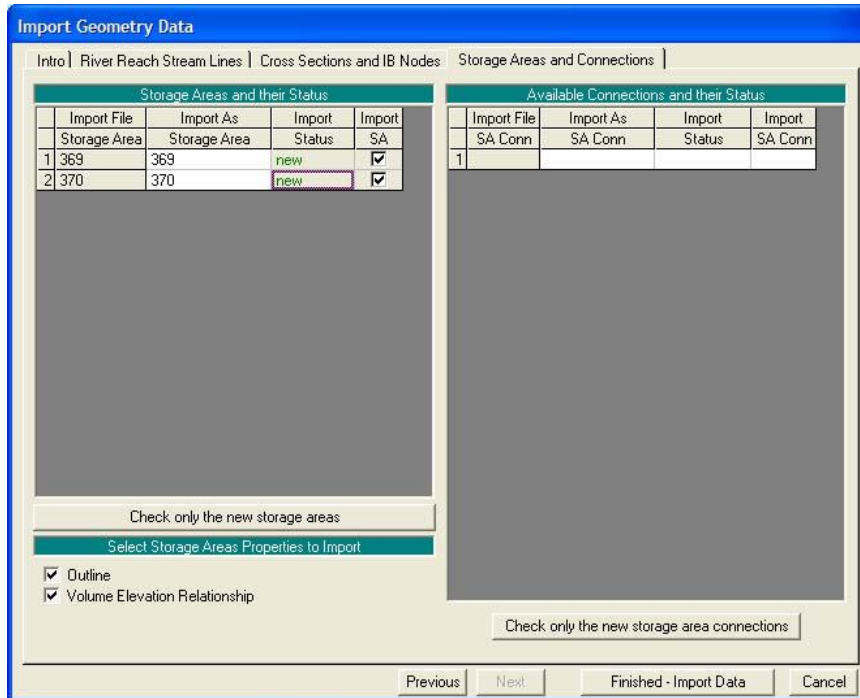 Import Geometry Data
Intro River Reach Stream Lines Cross Sections and IB Nodes Storage Areas and Connections
Storage Areas and their Status
Import File Import As Import Import
Storage Area Storage Area Status SA
1 369 369 new
2 370 370 new
Check only the new storage areas
Select Storage Areas Properties to Import
Outline
Volume Elevation Relationship
Available Connections and their Status
Import File Import As Import Import
SA Conn SA Conn Status SA Conn
1
Check only the new storage area connections
Previous Next Finished - Import Data Cancel